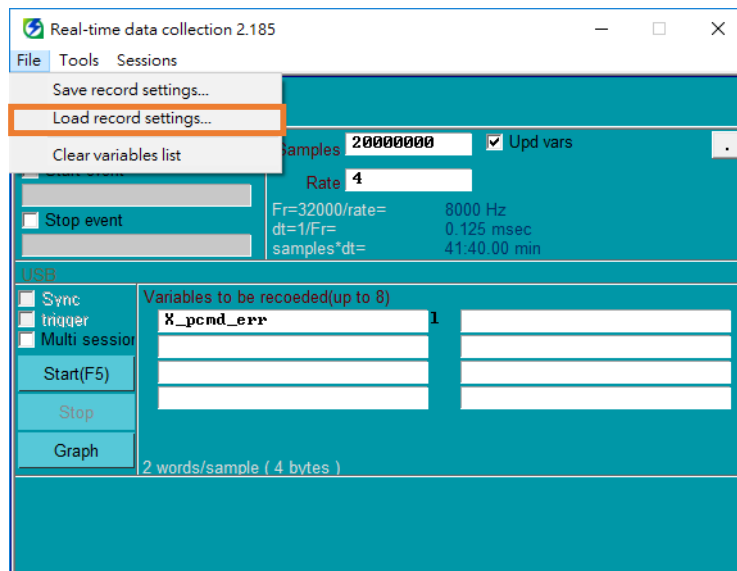 Real-time data collection 2.185
File Tools Sessions
Save record settings...
Load record settings...
Clear variables list
Samples 20000000 Upd vars .
Start event
Rate 4
Stop event
Fr=32000/rate= 8000 Hz
dt=1/Fr= 0.125 msec
samples*dt= 41:40.00 min
USB
Sync
trigger
Multi session
Variables to be recoeded(up to 8)
X_pcmd_err 1
Start(F5)
Stop
Graph
2 words/sample ( 4 bytes )